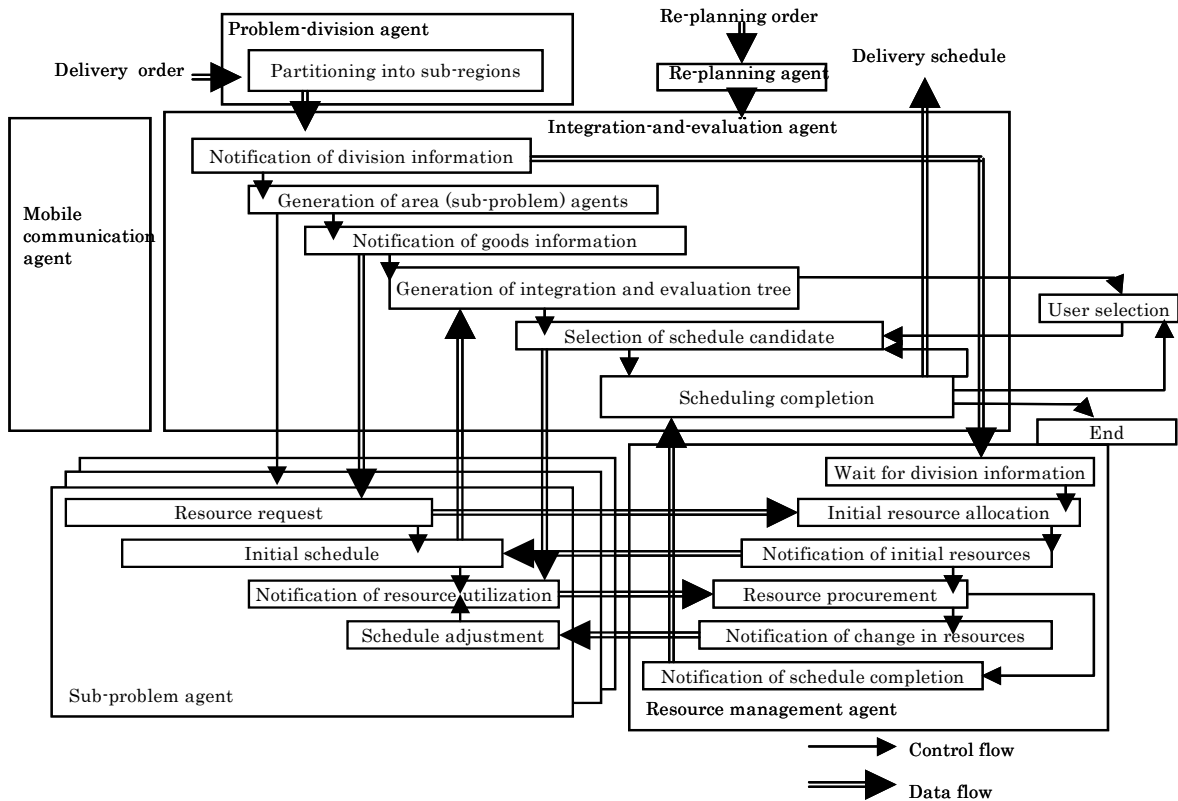 Re-planning order
Problem-division agent
Delivery schedule
Delivery order
Partitioning into sub-regions
Re-planning agent
Integration-and-evaluation agent
Notification of division information
Generation of area (sub-problem) agents
Mobile
communication
agent
Notification of goods information
Generation of integration and evaluation tree
User selection
Selection of schedule candidate
Scheduling completion
End
Wait for division information
Resource request
Initial resource allocation
Initial schedule
Notification of initial resources
Notification of resource utilization
Resource procurement
Schedule adjustment
Notification of change in resources
Notification of schedule completion
Sub-problem agent
Resource management agent
Control flow
Data flow